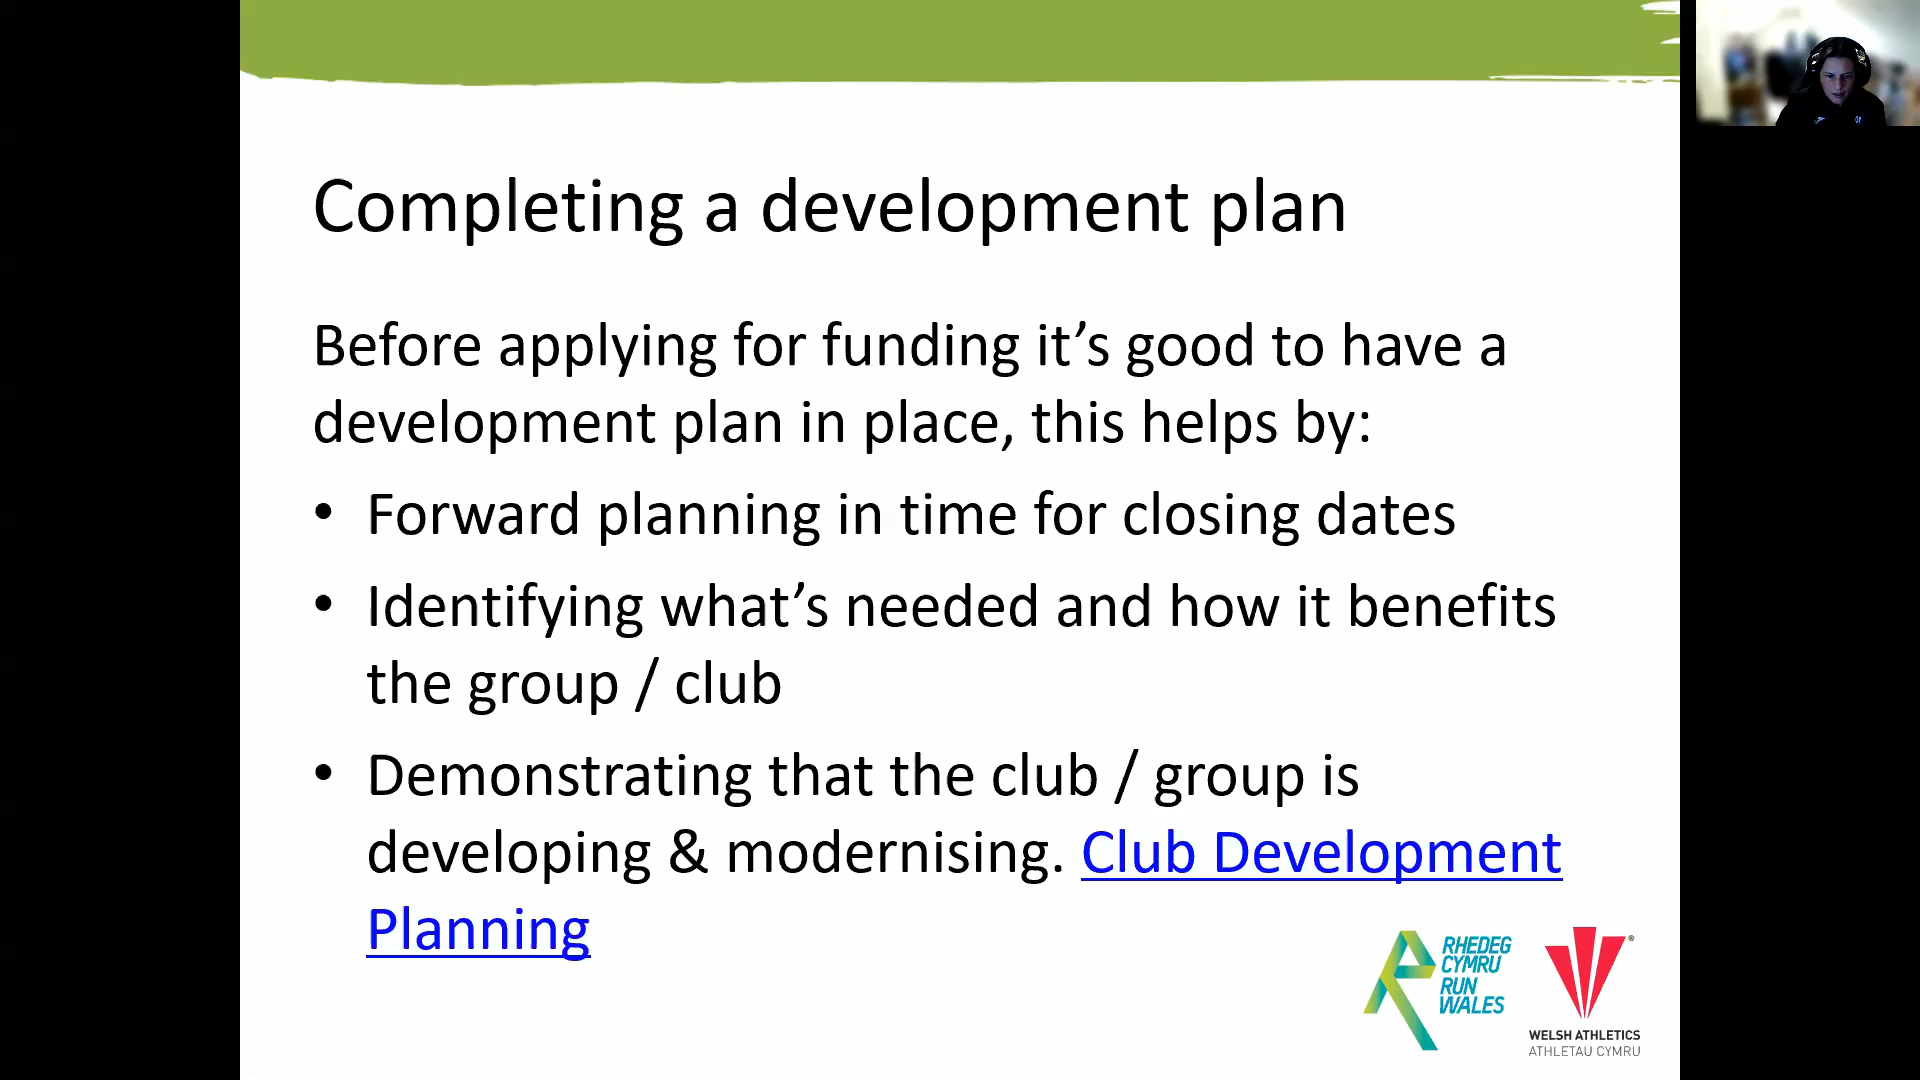 Completing a development plan
Before applying for funding it’s good to have a
development plan in place, this helps by:
• Forward planning in time for closing dates
• Identifying what’s needed and how it benefits
the group / club
• Demonstrating that the club / group is
developing & modernising. Club Development
Planning
RHEDEG
CYMRU
RUN
WALES
®
WELSH ATHLETICS
ATHLETAU CYMRU